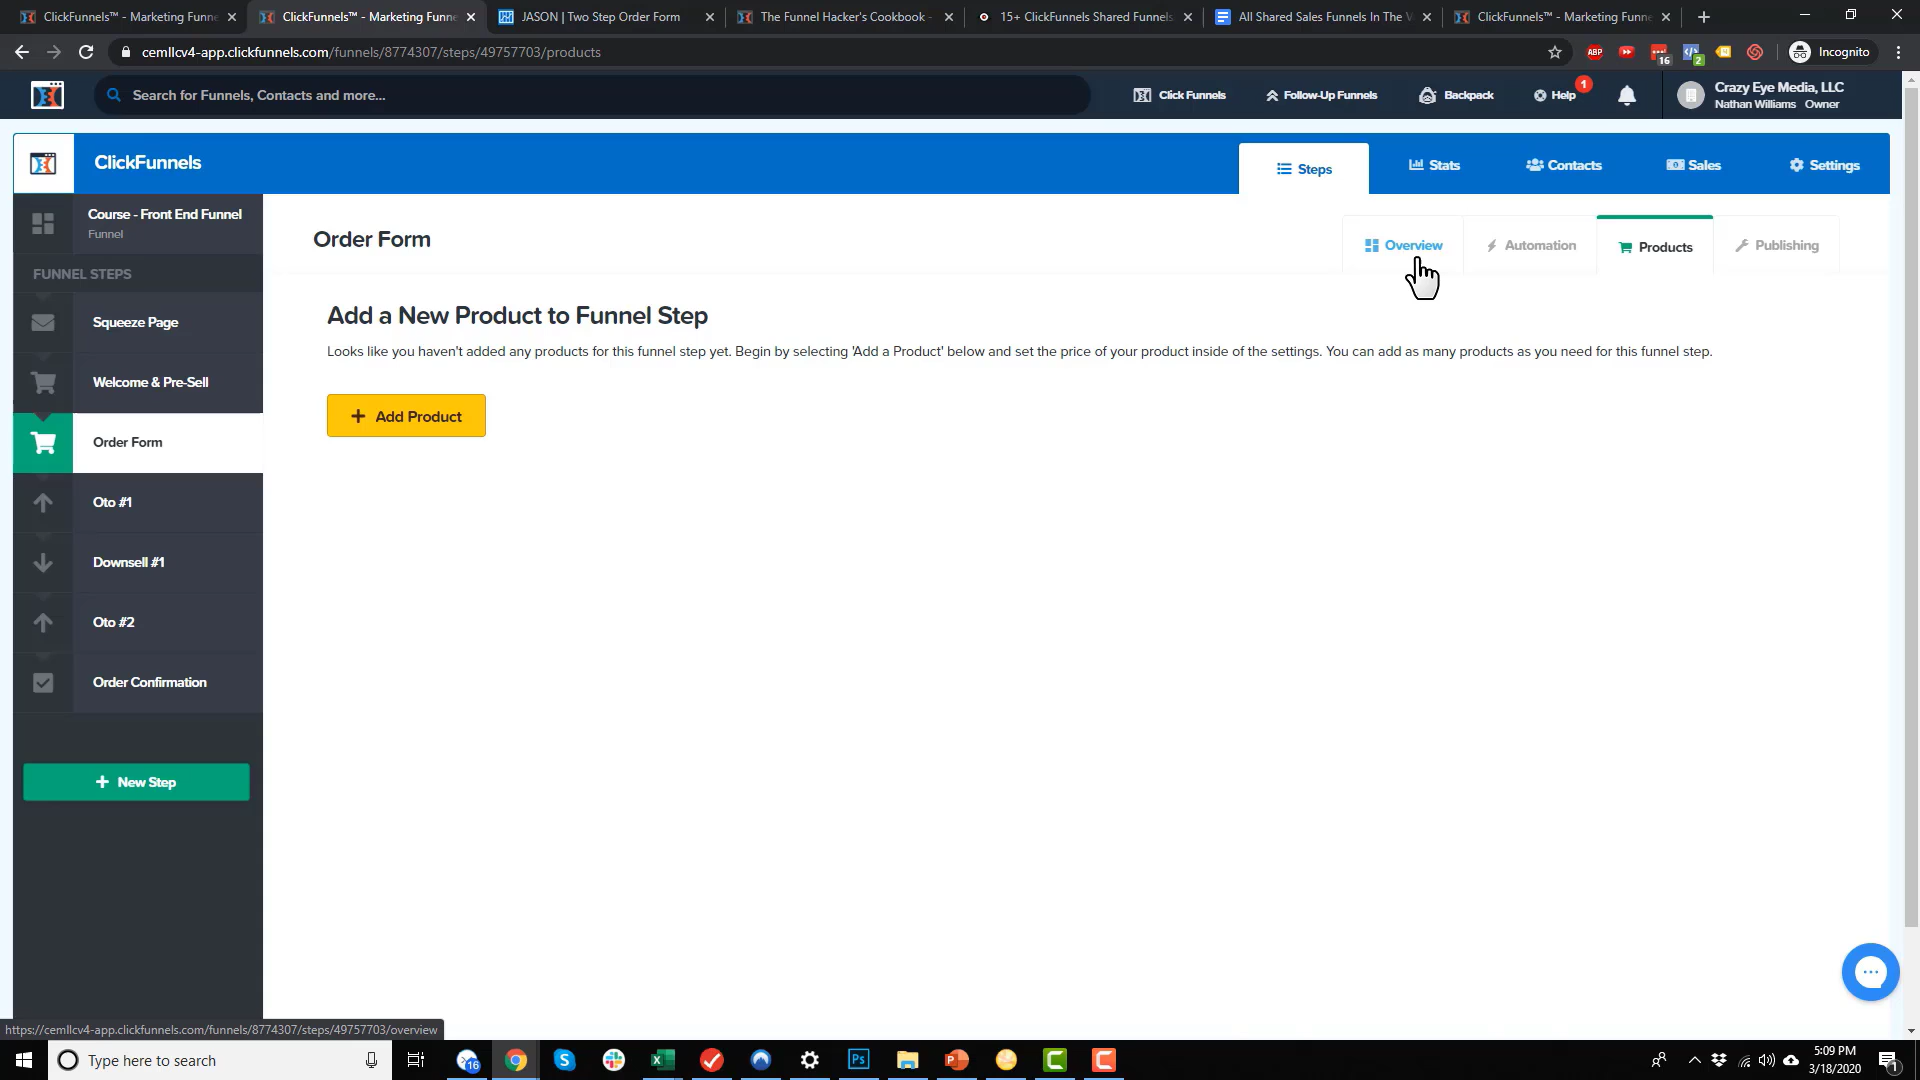 ClickFunnels™ - Marketing Funne
ClickFunnels™ - Marketing Funne
JASON | Two Step Order Form
The Funnel Hacker's Cookbook -
15+ ClickFunnels Shared Funnels
All Shared Sales Funnels In The
ClickFunnels™ - Marketing Funne
cemllcv4-app.clickfunnels.com/funnels/8774307/steps/49757703/products
ABP
16
2
Incognito
Search for Funnels, Contacts and more...
Click Funnels
Follow-Up Funnels
Backpack
Help
1
Crazy Eye Media, LLC
Nathan Williams Owner
ClickFunnels
Steps
Stats
Contacts
Sales
Settings
Course - Front End Funnel
Funnel
FUNNEL STEPS
Squeeze Page
Welcome & Pre-Sell
Order Form
Oto #1
Downsell #1
Oto #2
Order Confirmation
+ New Step
Order Form
Overview
Automation
Products
Publishing
Add a New Product to Funnel Step
Looks like you haven't added any products for this funnel step yet. Begin by selecting 'Add a Product' below and set the price of your product inside of the settings. You can add as many products as you need for this funnel step.
+ Add Product
https://cemllcv4-app.clickfunnels.com/funnels/8774307/steps/49757703/overview
Type here to search
16
Ps
5:09 PM
3/18/2020
1